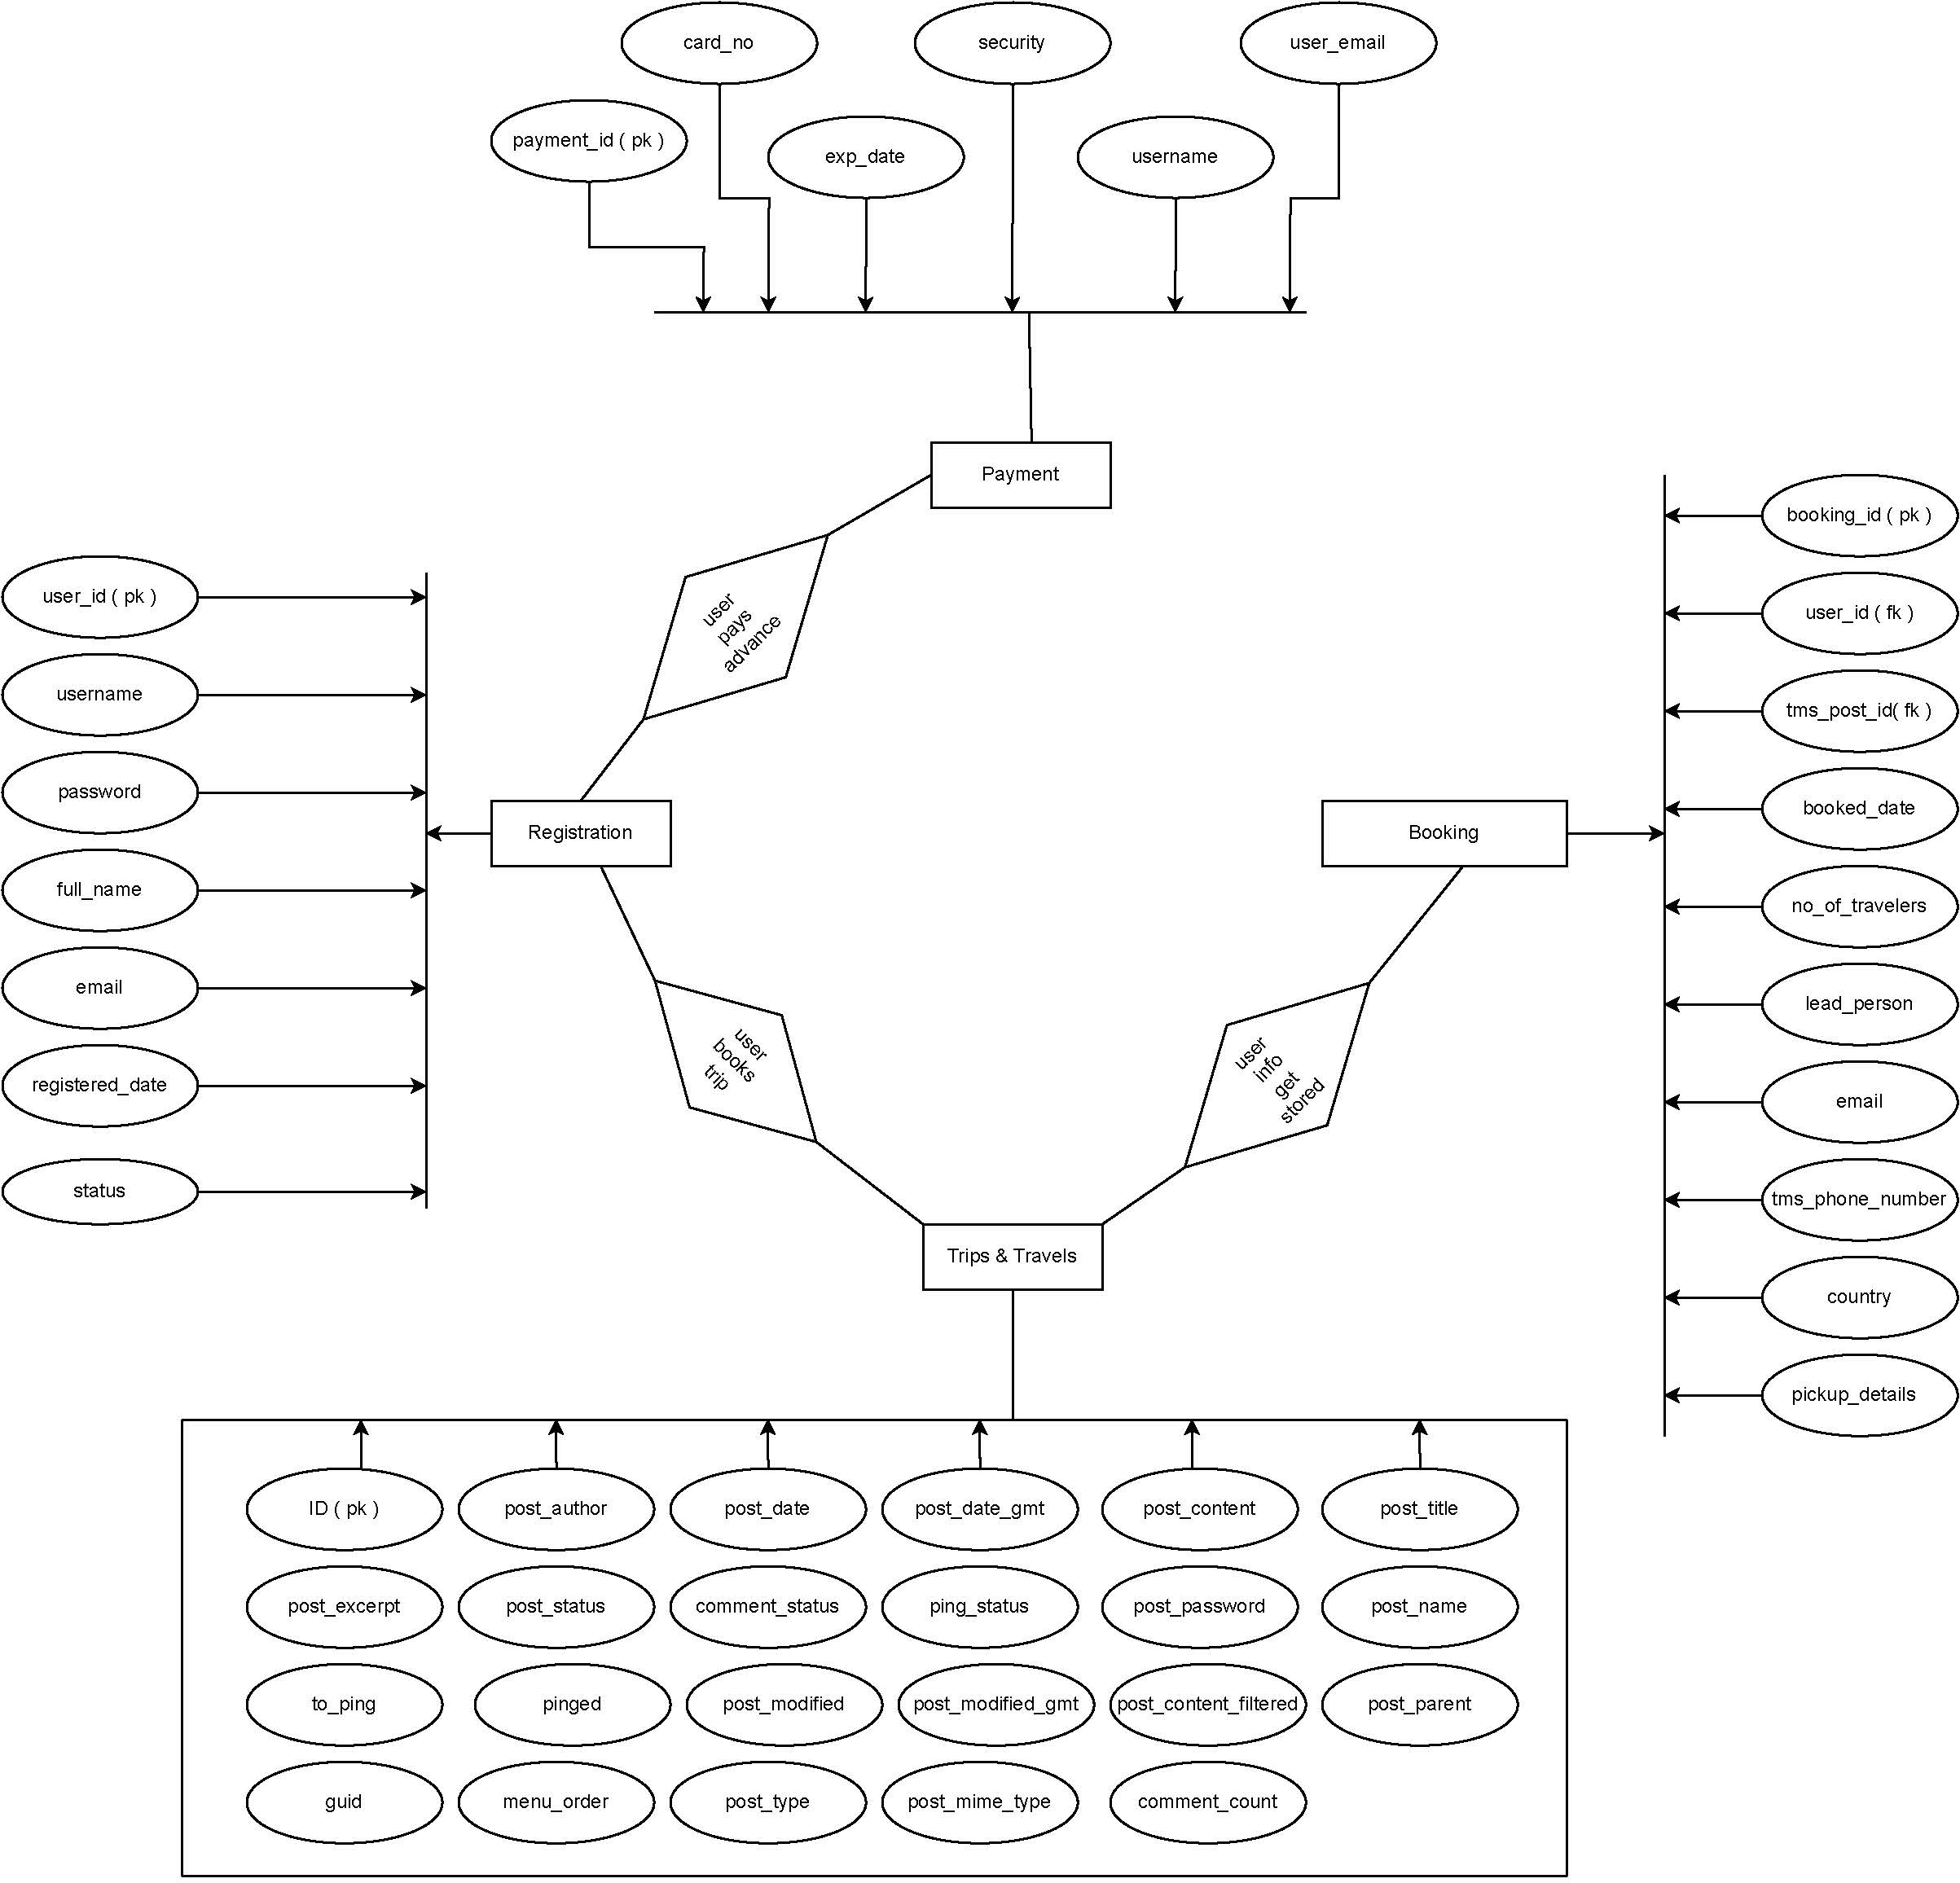 card_no
security
user_email
payment_id ( pk )
exp_date
username
Payment
user_id ( pk )
username
password
full_name
email
registered_date
status
user
pays
advance
Registration
Booking
booking_id ( pk )
user_id ( fk )
tms_post_id( fk )
booked_date
no_of_travelers
lead_person
email
tms_phone_number
country
pickup_details
user
books
trip
user
info
get
stored
Trips & Travels
ID ( pk )
post_author
post_date
post_date_gmt
post_content
post_title
post_excerpt
post_status
comment_status
ping_status
post_password
post_name
to_ping
pinged
post_modified
post_modified_gmt
post_content_filtered
post_parent
guid
menu_order
post_type
post_mime_type
comment_count